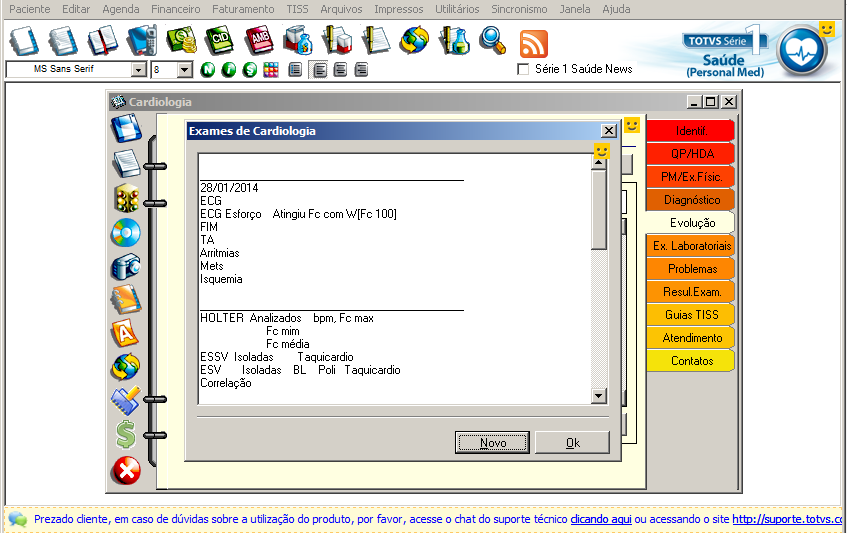 Paciente Editar Agenda Financeiro Faturamento TISS Arquivos Impressos Utilitários Sincronismo Janela Ajuda
CID
AMB
MS Sans Serif
8
N
I
S
Série 1 Saúde News
TOTVS Série 1
Saúde
(Personal Med)
Cardiologia
Exames de Cardiologia
28/01/2014
ECG
ECG Esforço Atingiu Fc com W[Fc 100]
FIM
TA
Arritmias
Mets
Isquemia
HOLTER Analizados bpm, Fc max
Fc mim
Fc média
ESSV Isoladas Taquicardio
ESV Isoladas BL Poli Taquicardio
Correlação
Novo
Ok
Identif.
QP/HDA
PM/Ex.Físic.
Diagnóstico
Evolução
Ex. Laboratoriais
Problemas
Resul.Exam.
Guias TISS
Atendimento
Contatos
Prezado cliente, em caso de dúvidas sobre a utilização do produto, por favor, acesse o chat do suporte técnico clicando aqui ou acessando o site http://suporte.totvs.co